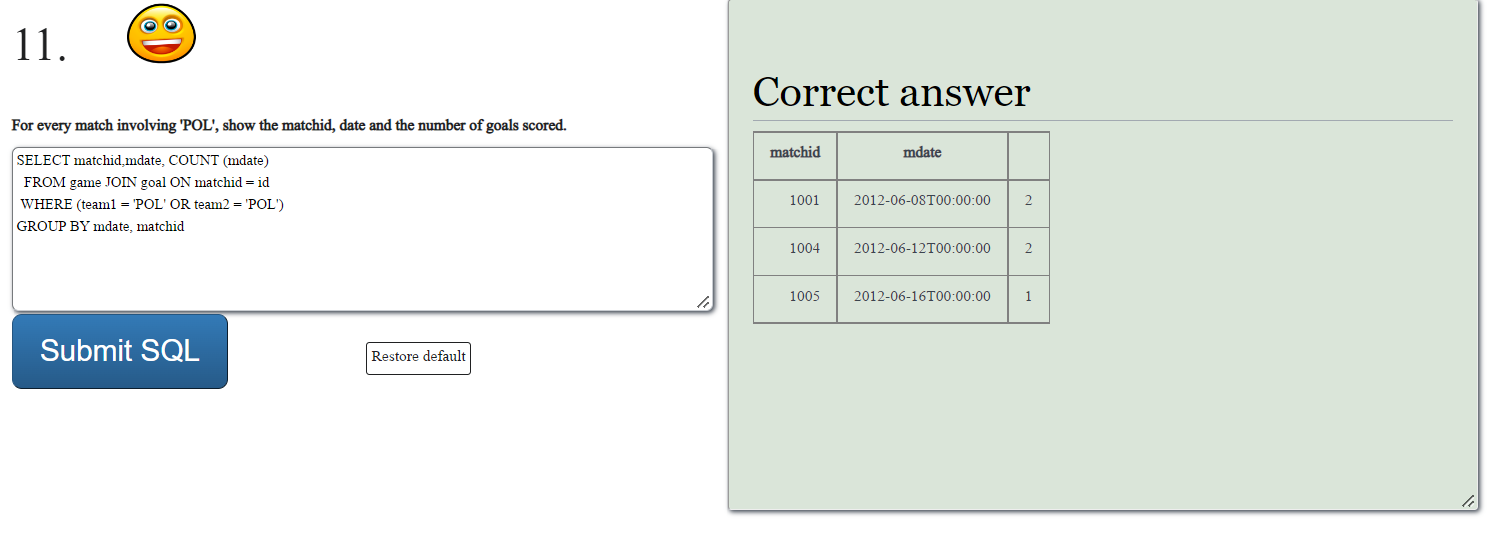 11.
For every match involving 'POL', show the matchid, date and the number of goals scored.
SELECT matchid,mdate, COUNT (mdate)
FROM game JOIN goal ON matchid = id
WHERE (team1 = 'POL' OR team2 = 'POL')
GROUP BY mdate, matchid
Submit SQL
Restore default
Correct answer
matchid mdate
1001 2012-06-08T00:00:00 2
1004 2012-06-12T00:00:00 2
1005 2012-06-16T00:00:00 1